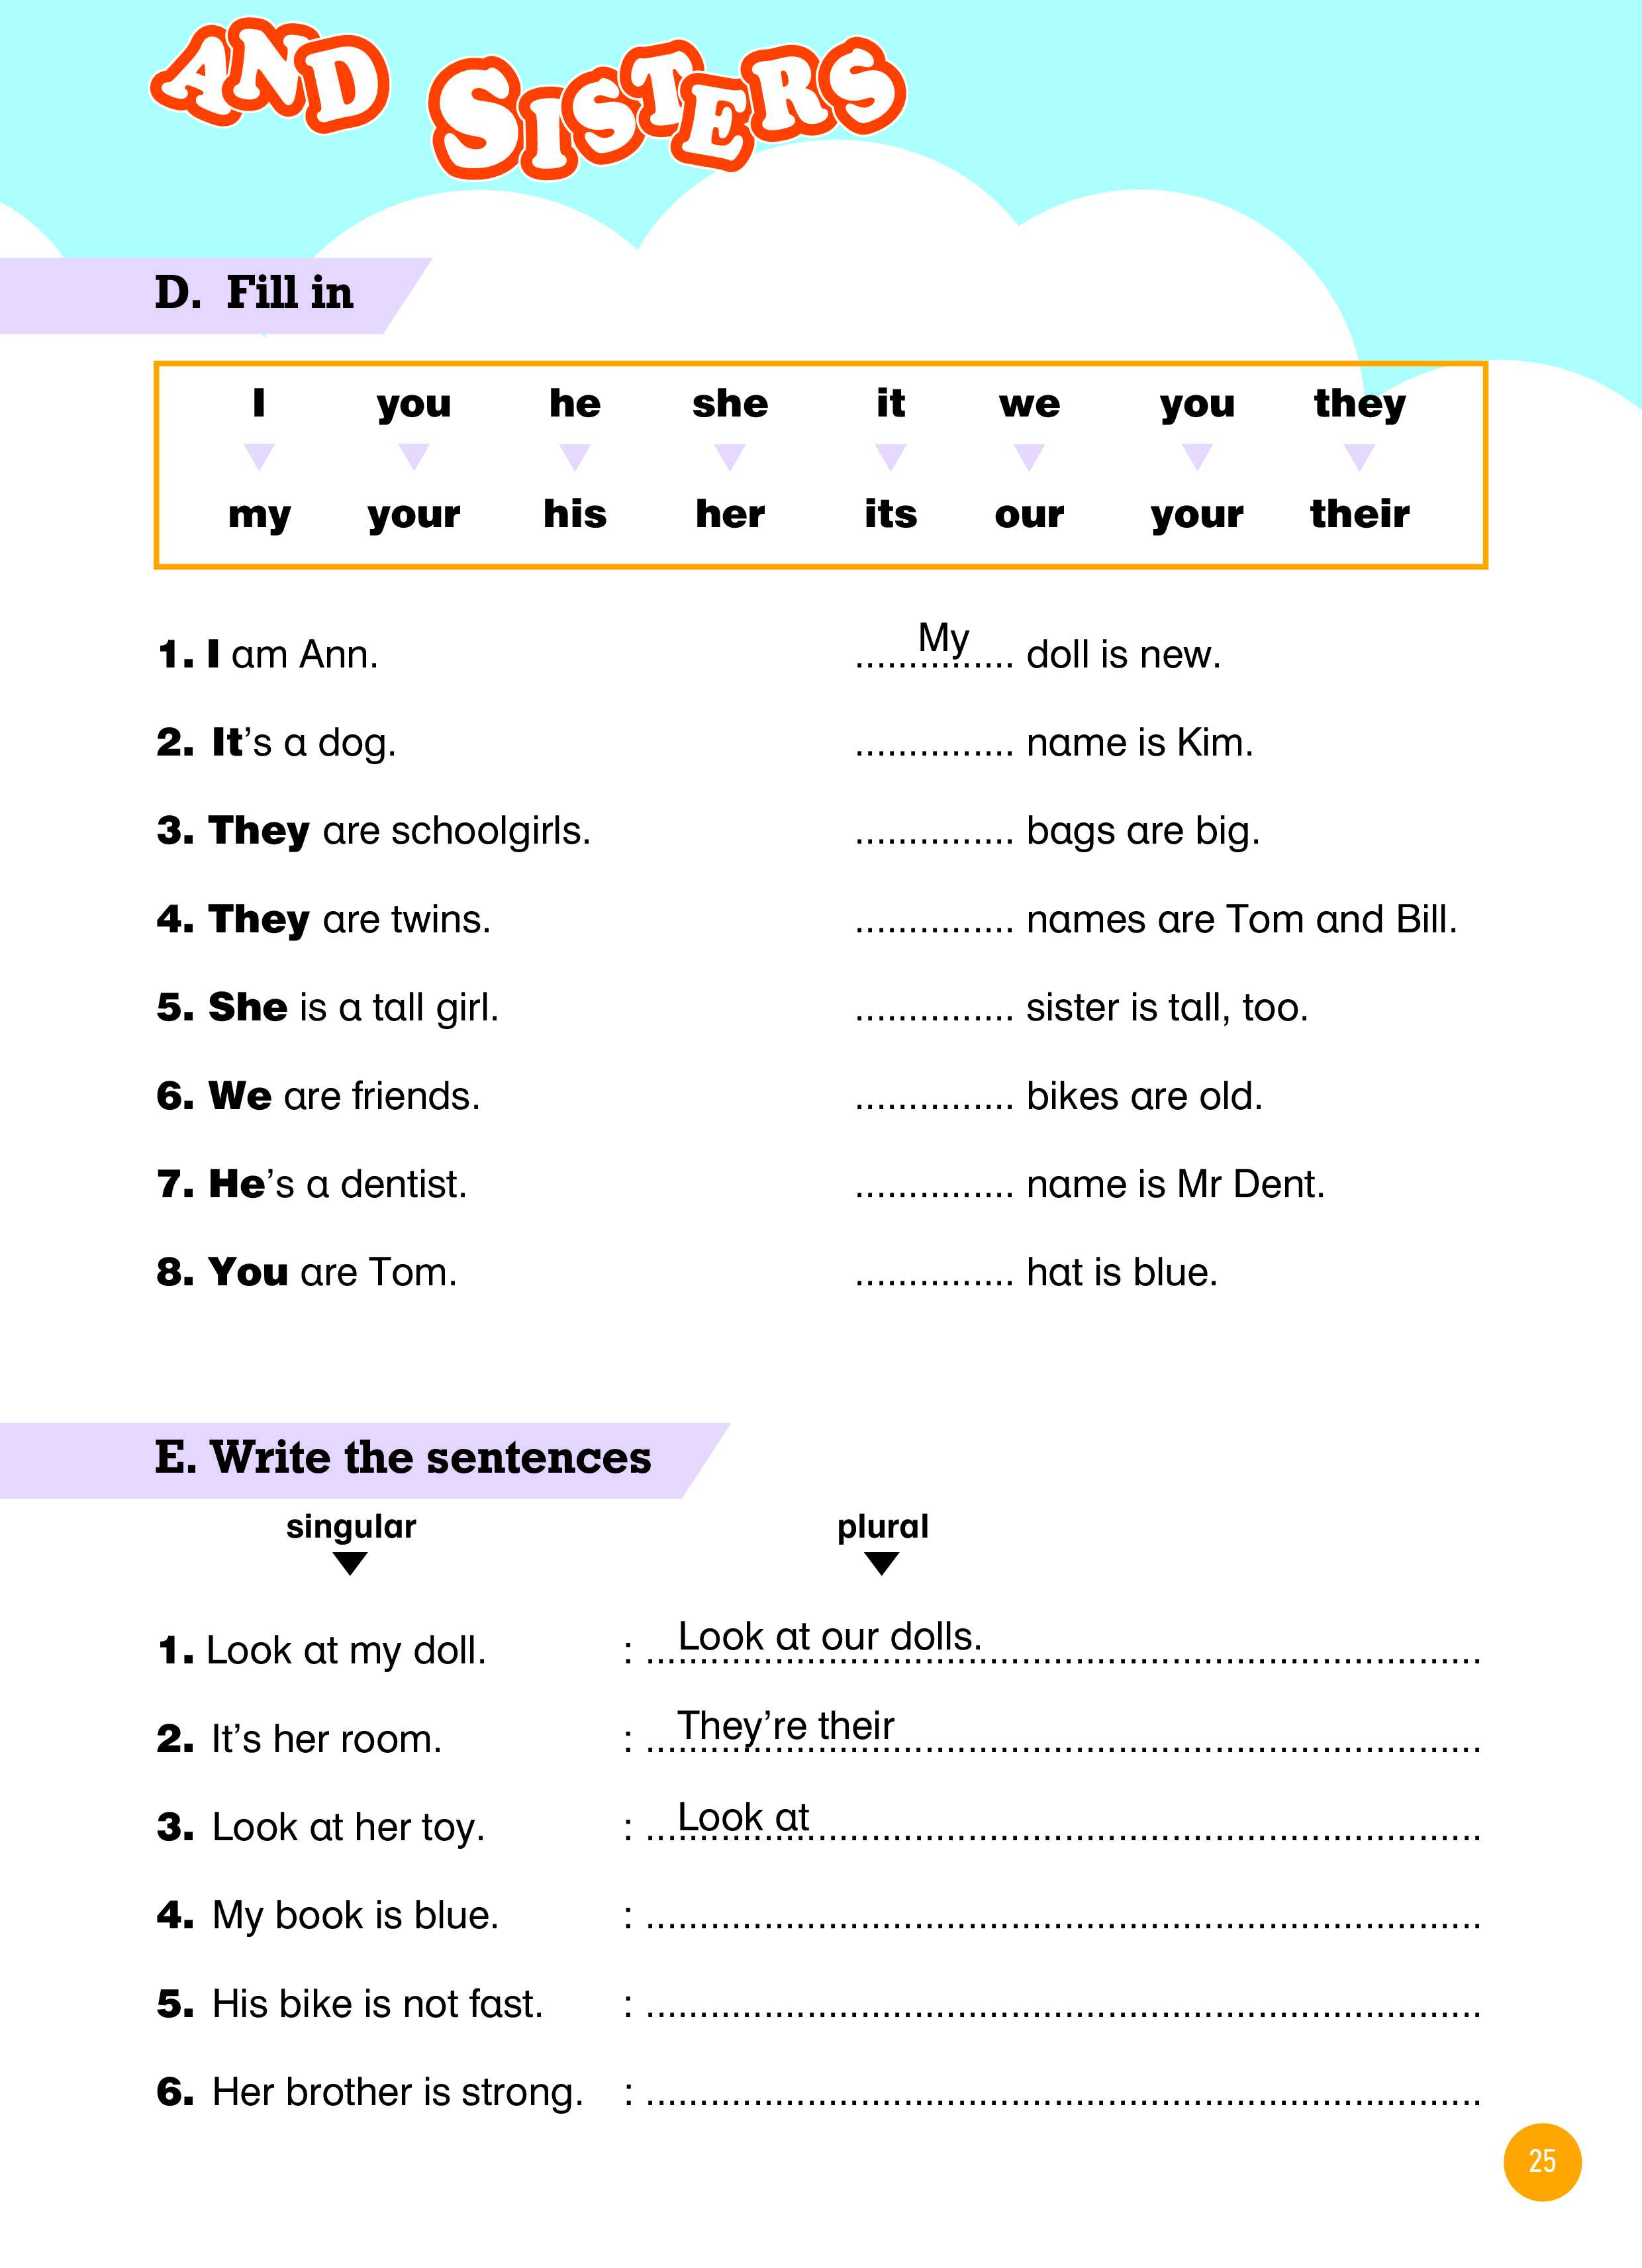 AND SISTERS
D. Fill in
I you he she it we you they
my your his her its our your their
1. I am Ann. ...............My doll is new.
2. It’s a dog. ............... name is Kim.
3. They are schoolgirls. ............... bags are big.
4. They are twins. ............... names are Tom and Bill.
5. She is a tall girl. ............... sister is tall, too.
6. We are friends. ............... bikes are old.
7. He’s a dentist. ............... name is Mr Dent.
8. You are Tom. ............... hat is blue.
E. Write the sentences
singular plural
1. Look at my doll. : Look at our dolls.
2. It’s her room. : They’re their
3. Look at her toy. : Look at
4. My book is blue. : ...............
5. His bike is not fast. : ...............
6. Her brother is strong. : ...............
25